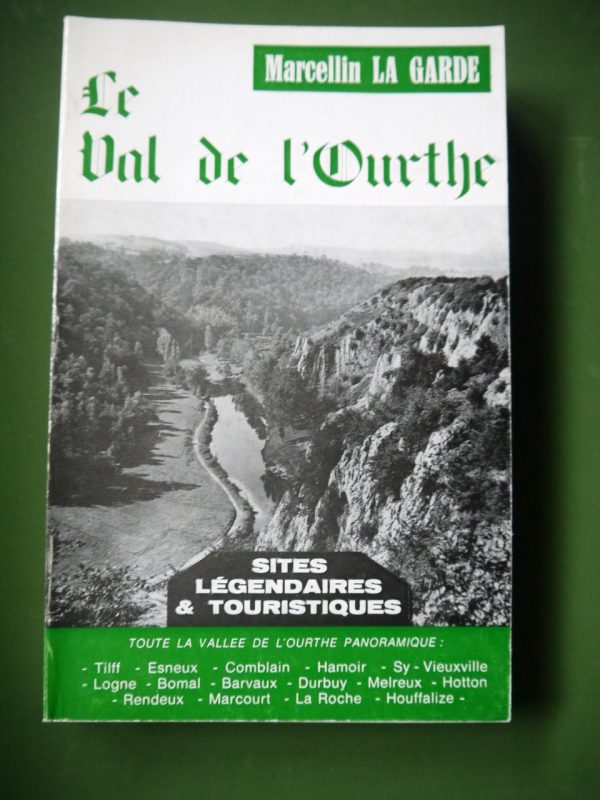 Marcellin LA GARDE
Le
Val de l'Ourthe
SITES
LÉGENDAIRES
& TOURISTIQUES
TOUTE LA VALLEE DE L'OURTHE PANORAMIQUE :
- Tilff - Esneux - Comblain - Hamoir - Sy - Vieuxville
- Logne - Bomal - Barvaux - Durbuy - Melreux - Hotton
- Rendeux - Marcourt - La Roche - Houffalize -